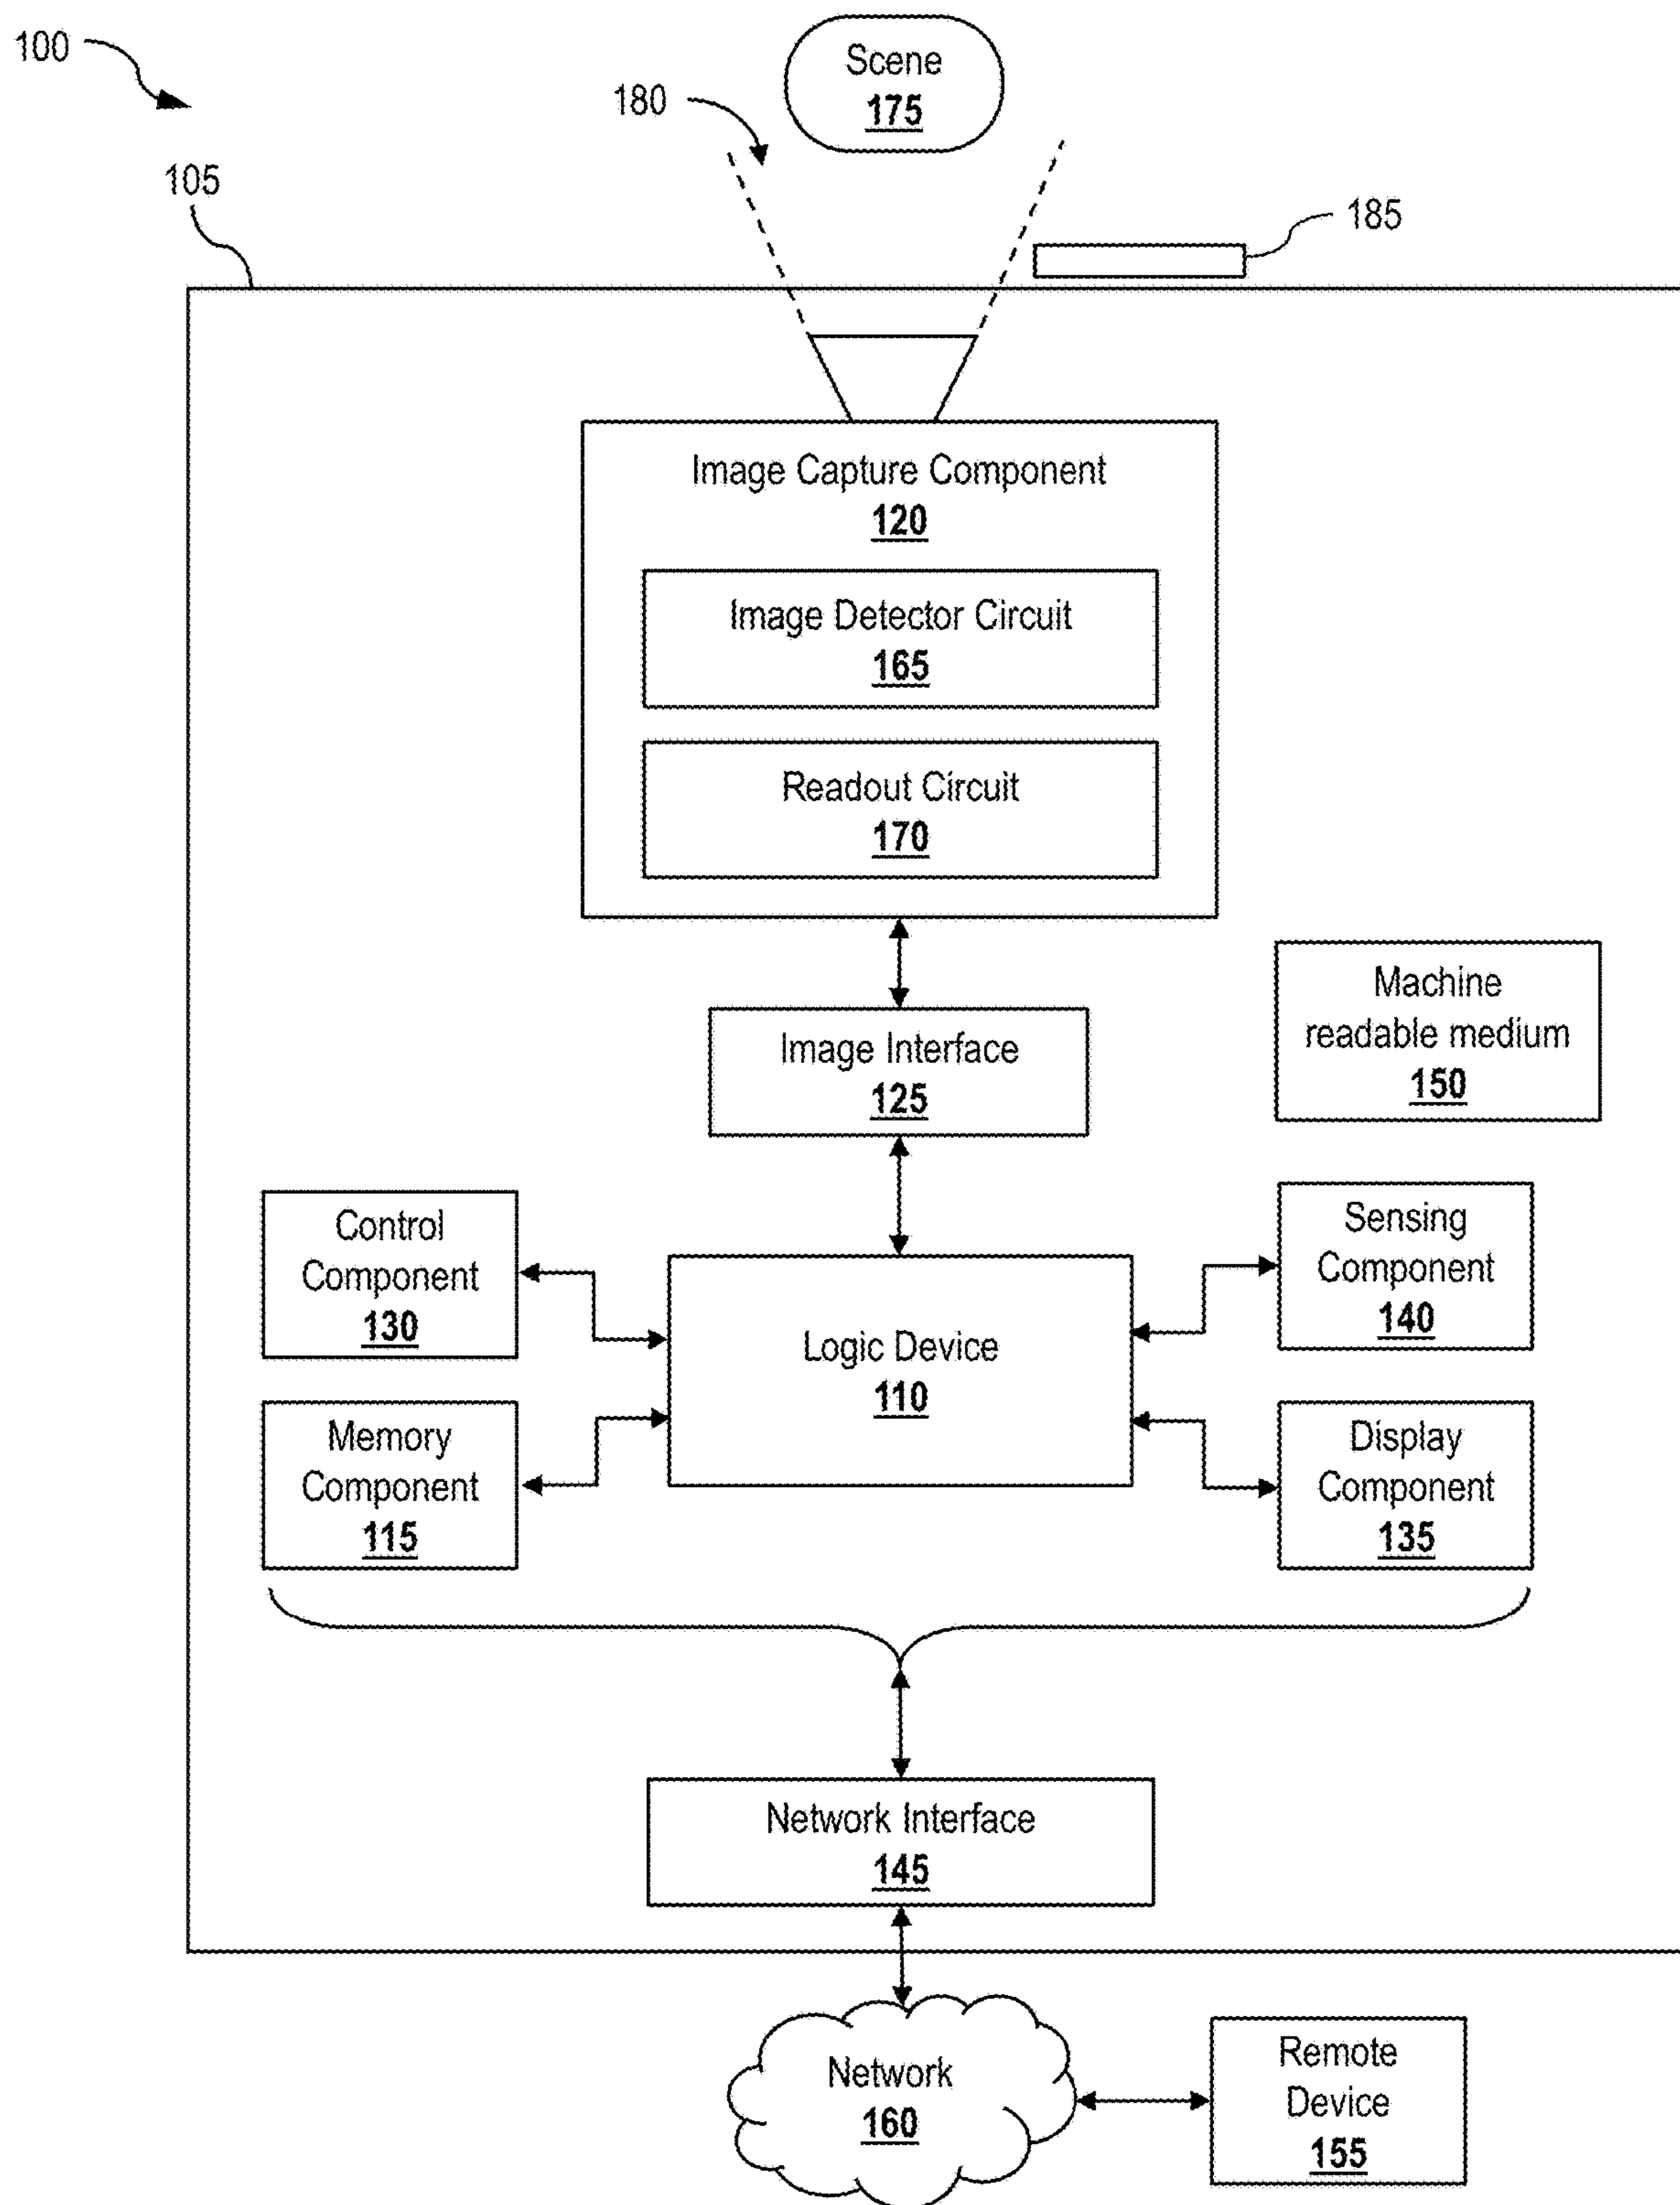 100
Scene
175
180
105
185
Image Capture Component
120
Image Detector Circuit
165
Readout Circuit
170
Machine
readable medium
150
Image Interface
125
Control
Component
130
Sensing
Component
140
Logic Device
110
Memory
Component
115
Display
Component
135
Network Interface
145
Network
160
Remote
Device
155